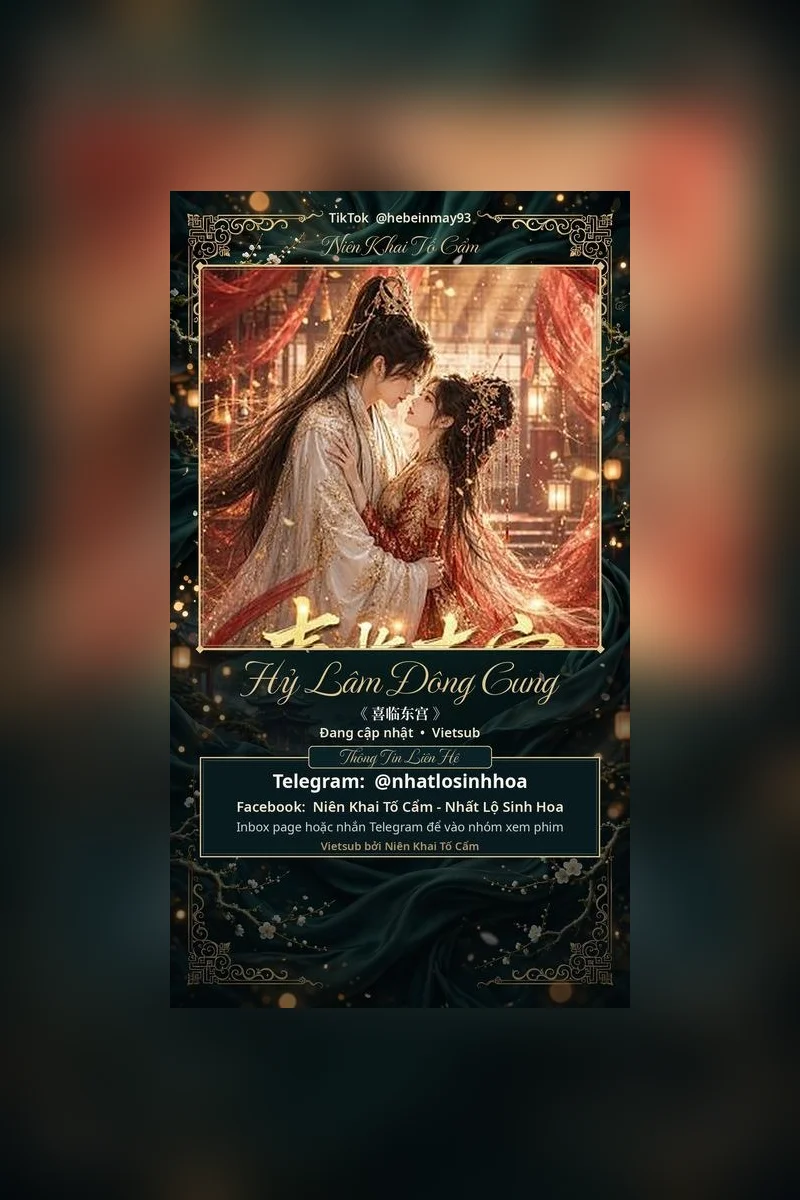 TikTok @hebeinmay93
Niên Khai Tố Cẩm
Hỷ Lâm Đông Cung
《喜临东宫》
Đang cập nhật • Vietsub
Thông Tin Liên Hệ
Telegram: @nhatlosinhhoa
Facebook: Niên Khai Tố Cẩm - Nhất Lộ Sinh Hoa
Inbox page hoặc nhắn Telegram để vào nhóm xem phim
Vietsub bởi Niên Khai Tố Cẩm